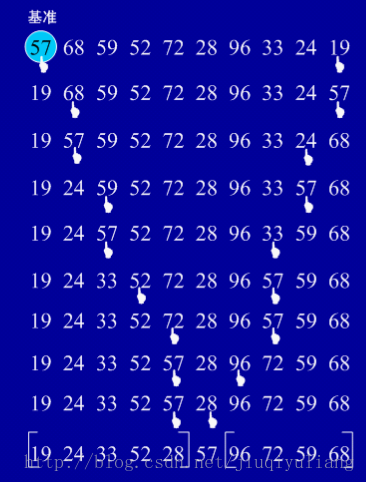 基准
57 68 59 52 72 28 96 33 24 19
19 68 59 52 72 28 96 33 24 57
19 57 59 52 72 28 96 33 24 68
19 24 59 52 72 28 96 33 57 68
19 24 57 52 72 28 96 33 59 68
19 24 33 52 72 28 96 57 59 68
19 24 33 52 72 28 96 57 59 68
19 24 33 52 57 28 96 72 59 68
19 24 33 52 57 28 96 72 59 68
[19 24 33 52 28] 57 [96 72 59 68]
http://blog.csdn.net/jiuqiyuliang